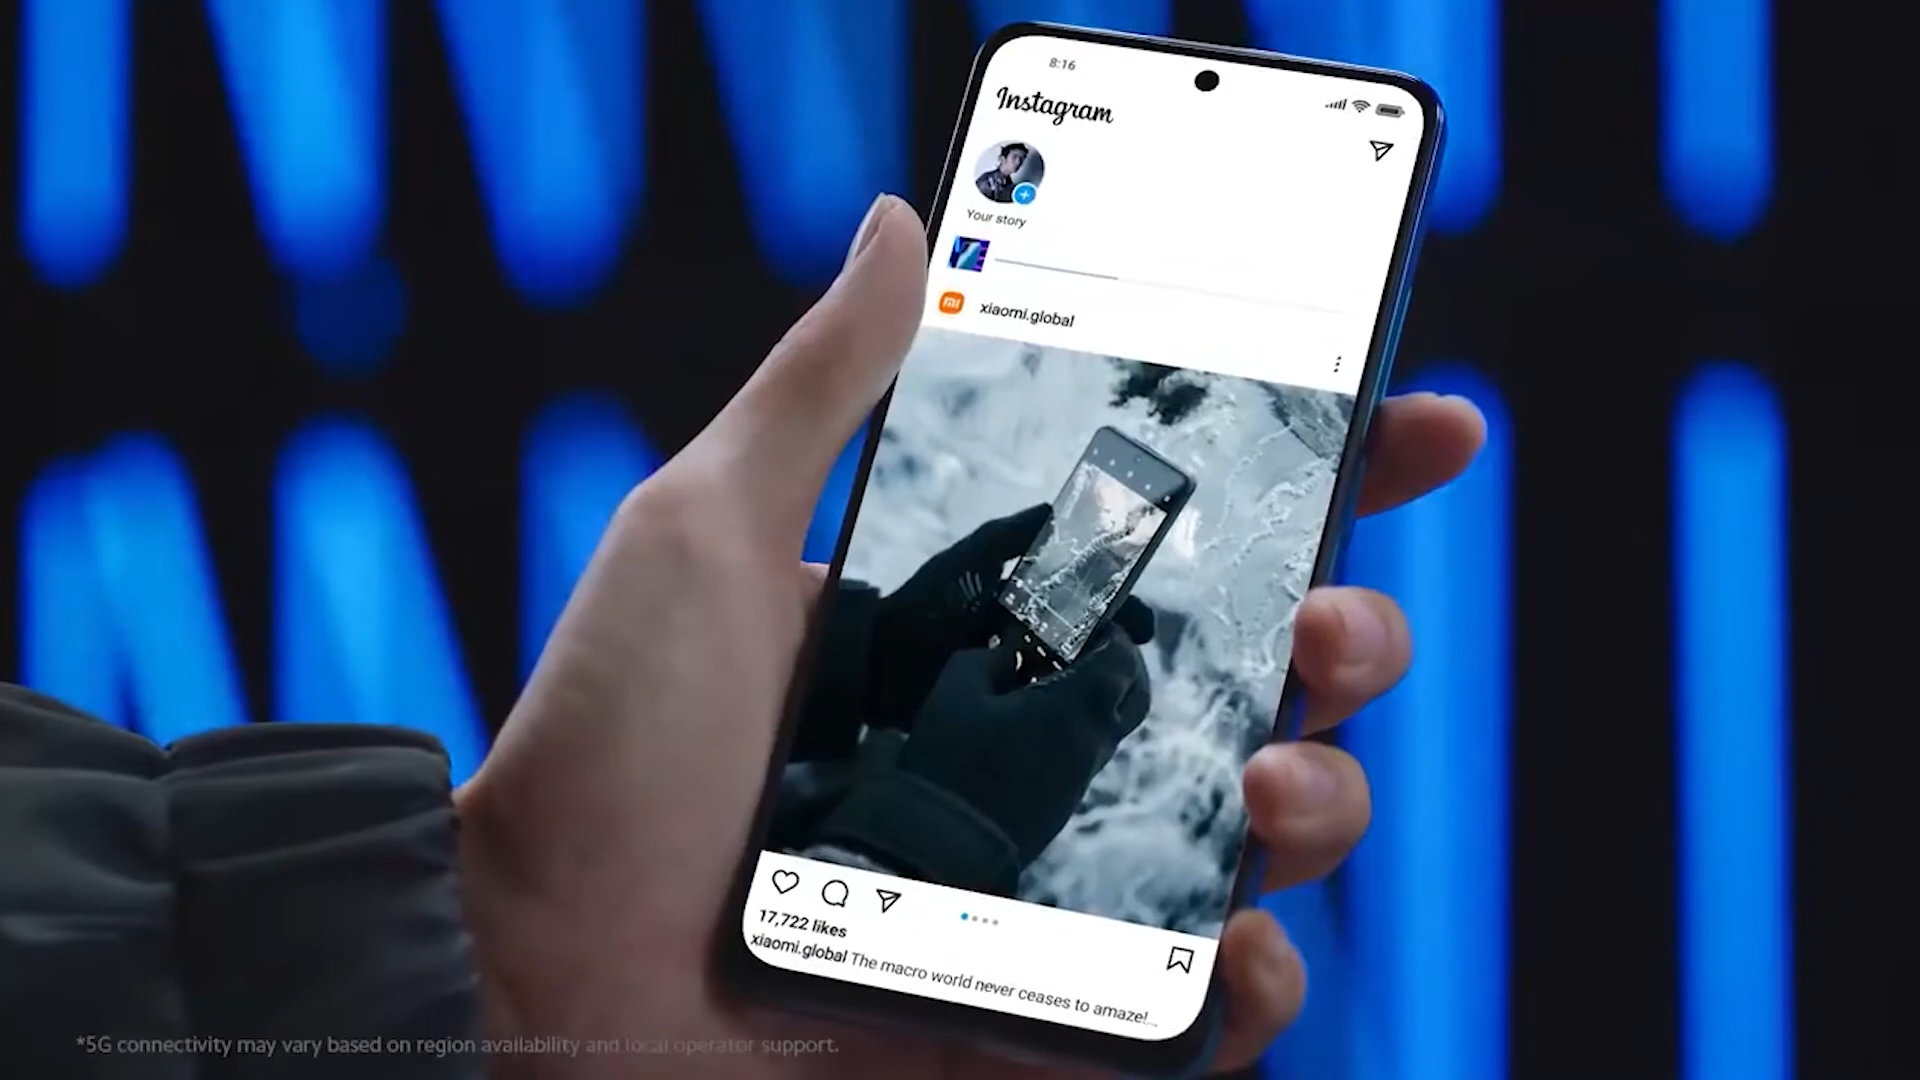 8:16
Instagram
Your story
mi
xiaomi.global
17,722 likes
xiaomi.global The macro world never ceases to amaze!...
*5G connectivity may vary based on region availability and local operator support.